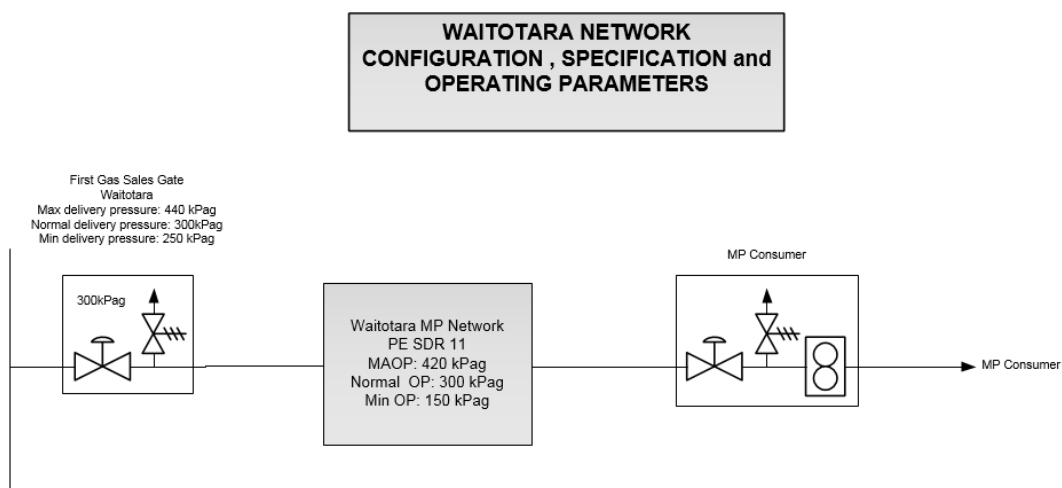 WAITOTARA NETWORK
CONFIGURATION , SPECIFICATION and
OPERATING PARAMETERS
First Gas Sales Gate
Waitotara
Max delivery pressure: 440 kPag
Normal delivery pressure: 300kPag
Min delivery pressure: 250 kPag
300kPag
Waitotara MP Network
PE SDR 11
MAOP: 420 kPag
Normal OP: 300 kPag
Min OP: 150 kPag
MP Consumer
MP Consumer